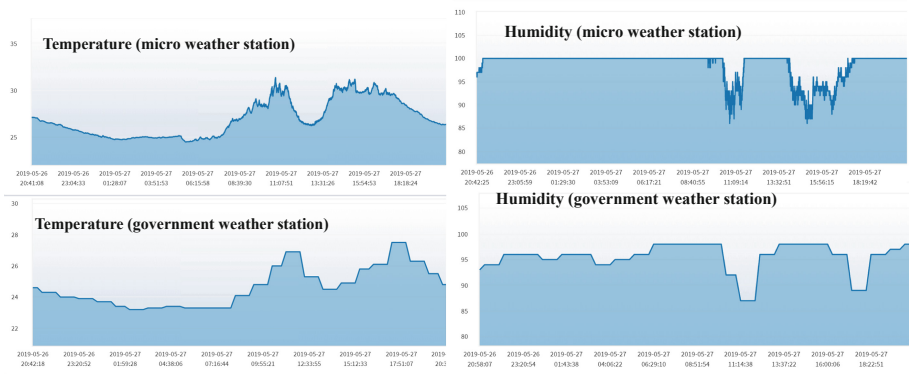 Temperature (micro weather station)
35
30
25
2019-05-26 2019-05-26 2019-05-27 2019-05-27 2019-05-27 2019-05-27 2019-05-27 2019-05-27 2019-05-27 2019-05-27
20:41:08 23:04:33 01:28:07 03:51:53 06:15:58 08:39:30 11:07:51 13:31:26 15:54:53 18:18:24
Humidity (micro weather station)
110
100
90
80
2019-05-26 2019-05-26 2019-05-27 2019-05-27 2019-05-27 2019-05-27 2019-05-27 2019-05-27 2019-05-27 2019-05-27
20:42:25 23:05:59 01:29:30 03:53:09 06:17:21 08:40:55 11:09:14 13:32:51 15:56:15 18:19:42
Temperature (government weather station)
30
28
26
24
22
2019-05-26 2019-05-26 2019-05-27 2019-05-27 2019-05-27 2019-05-27 2019-05-27 2019-05-27 2019-05-27 2019-
20:42:18 23:20:52 01:59:28 04:38:06 07:16:44 09:55:21 12:33:55 15:12:33 17:51:07 20:3
Humidity (government weather station)
105
100
95
90
85
80
2019-05-26 2019-05-26 2019-05-27 2019-05-27 2019-05-27 2019-05-27 2019-05-27 2019-05-27 2019-05-27 2019-05-27
20:58:07 23:20:54 01:43:38 04:06:22 06:29:10 08:51:54 11:14:38 13:37:22 16:00:06 18:22:51